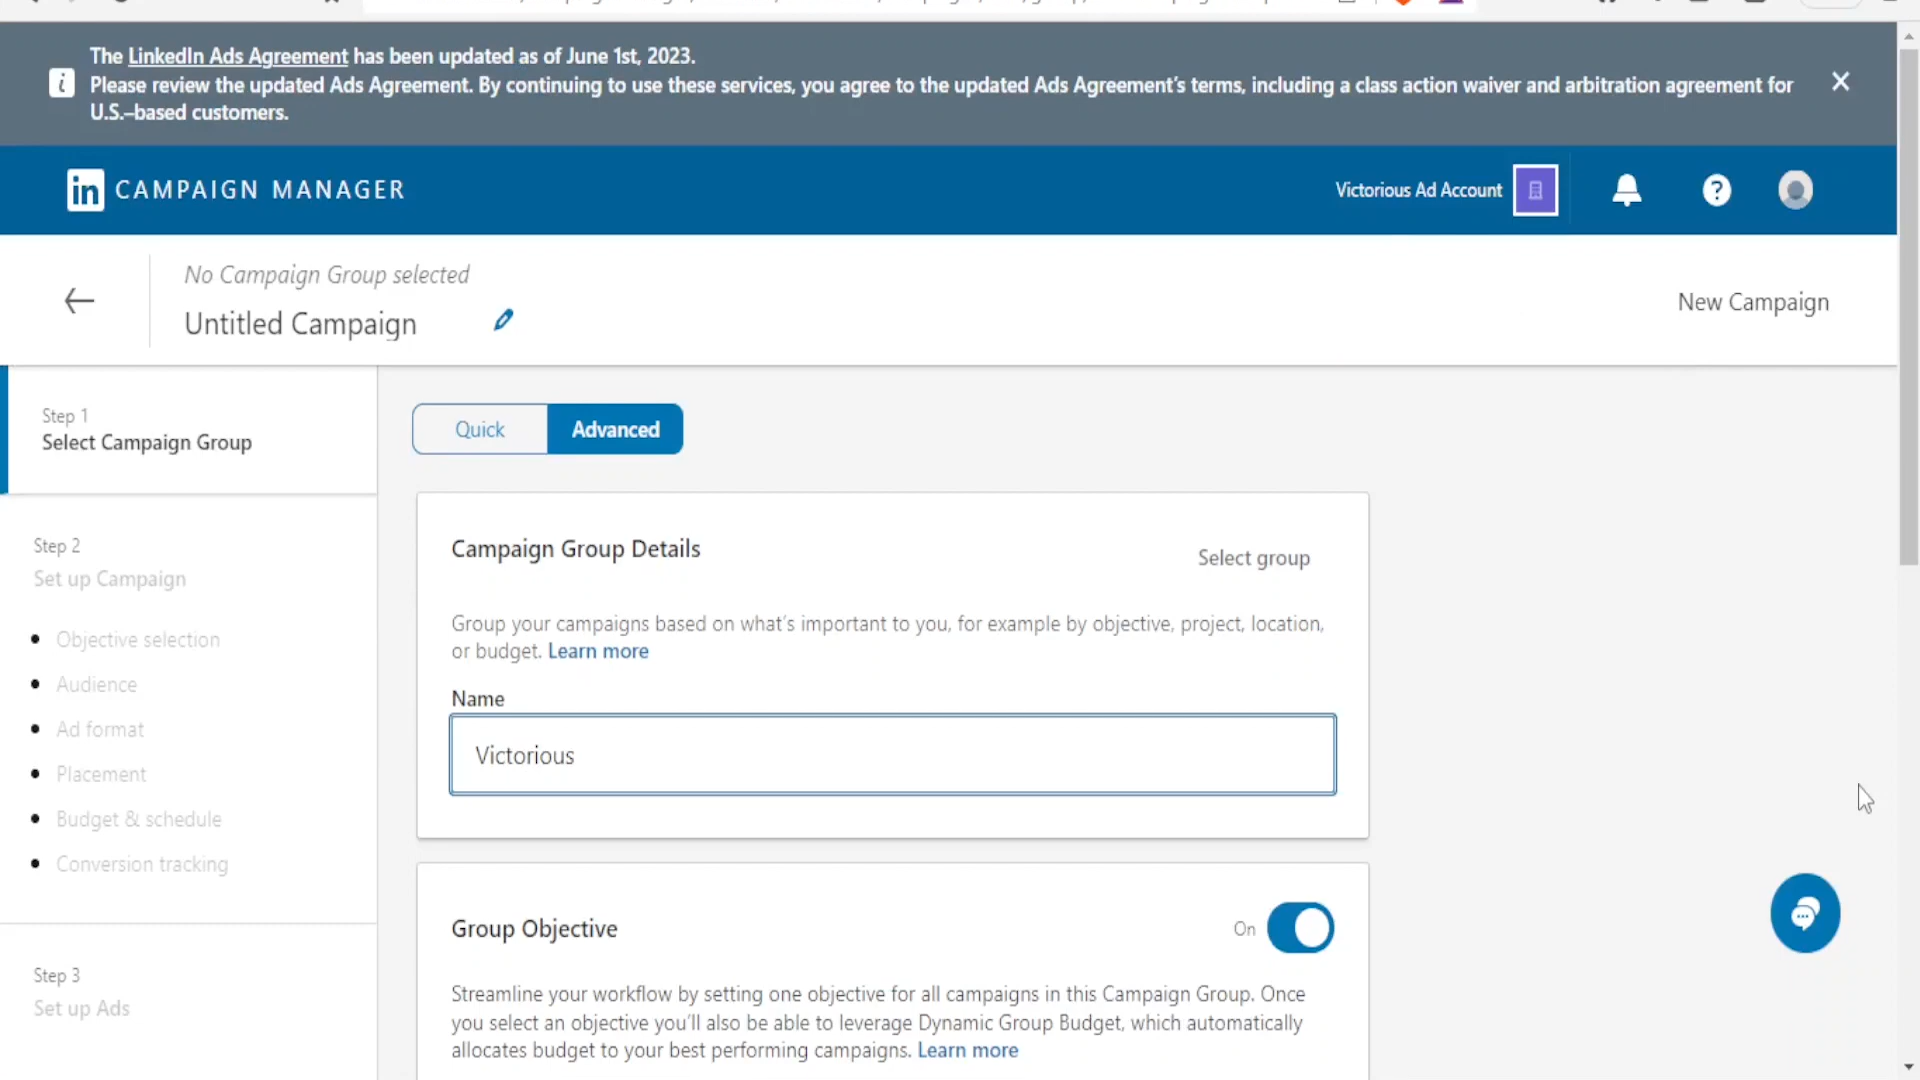 The LinkedIn Ads Agreement has been updated as of June 1st, 2023.
Please review the updated Ads Agreement. By continuing to use these services, you agree to the updated Ads Agreement's terms, including a class action waiver and arbitration agreement for
U.S.–based customers.
in CAMPAIGN MANAGER
Victorious Ad Account
No Campaign Group selected
Untitled Campaign
New Campaign
Step 1
Select Campaign Group
Quick
Advanced
Step 2
Set up Campaign
Objective selection
Audience
Ad format
Placement
Budget & schedule
Conversion tracking
Step 3
Set up Ads
Campaign Group Details
Select group
Group your campaigns based on what's important to you, for example by objective, project, location,
or budget. Learn more
Name
Victorious
Group Objective
On
Streamline your workflow by setting one objective for all campaigns in this Campaign Group. Once
you select an objective you'll also be able to leverage Dynamic Group Budget, which automatically
allocates budget to your best performing campaigns. Learn more